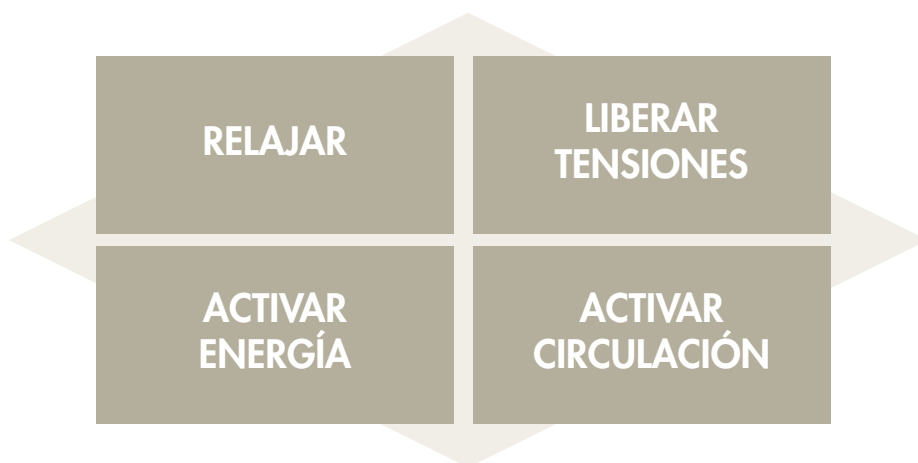 RELAJAR
LIBERAR
TENSIONES
ACTIVAR
ENERGÍA
ACTIVAR
CIRCULACIÓN